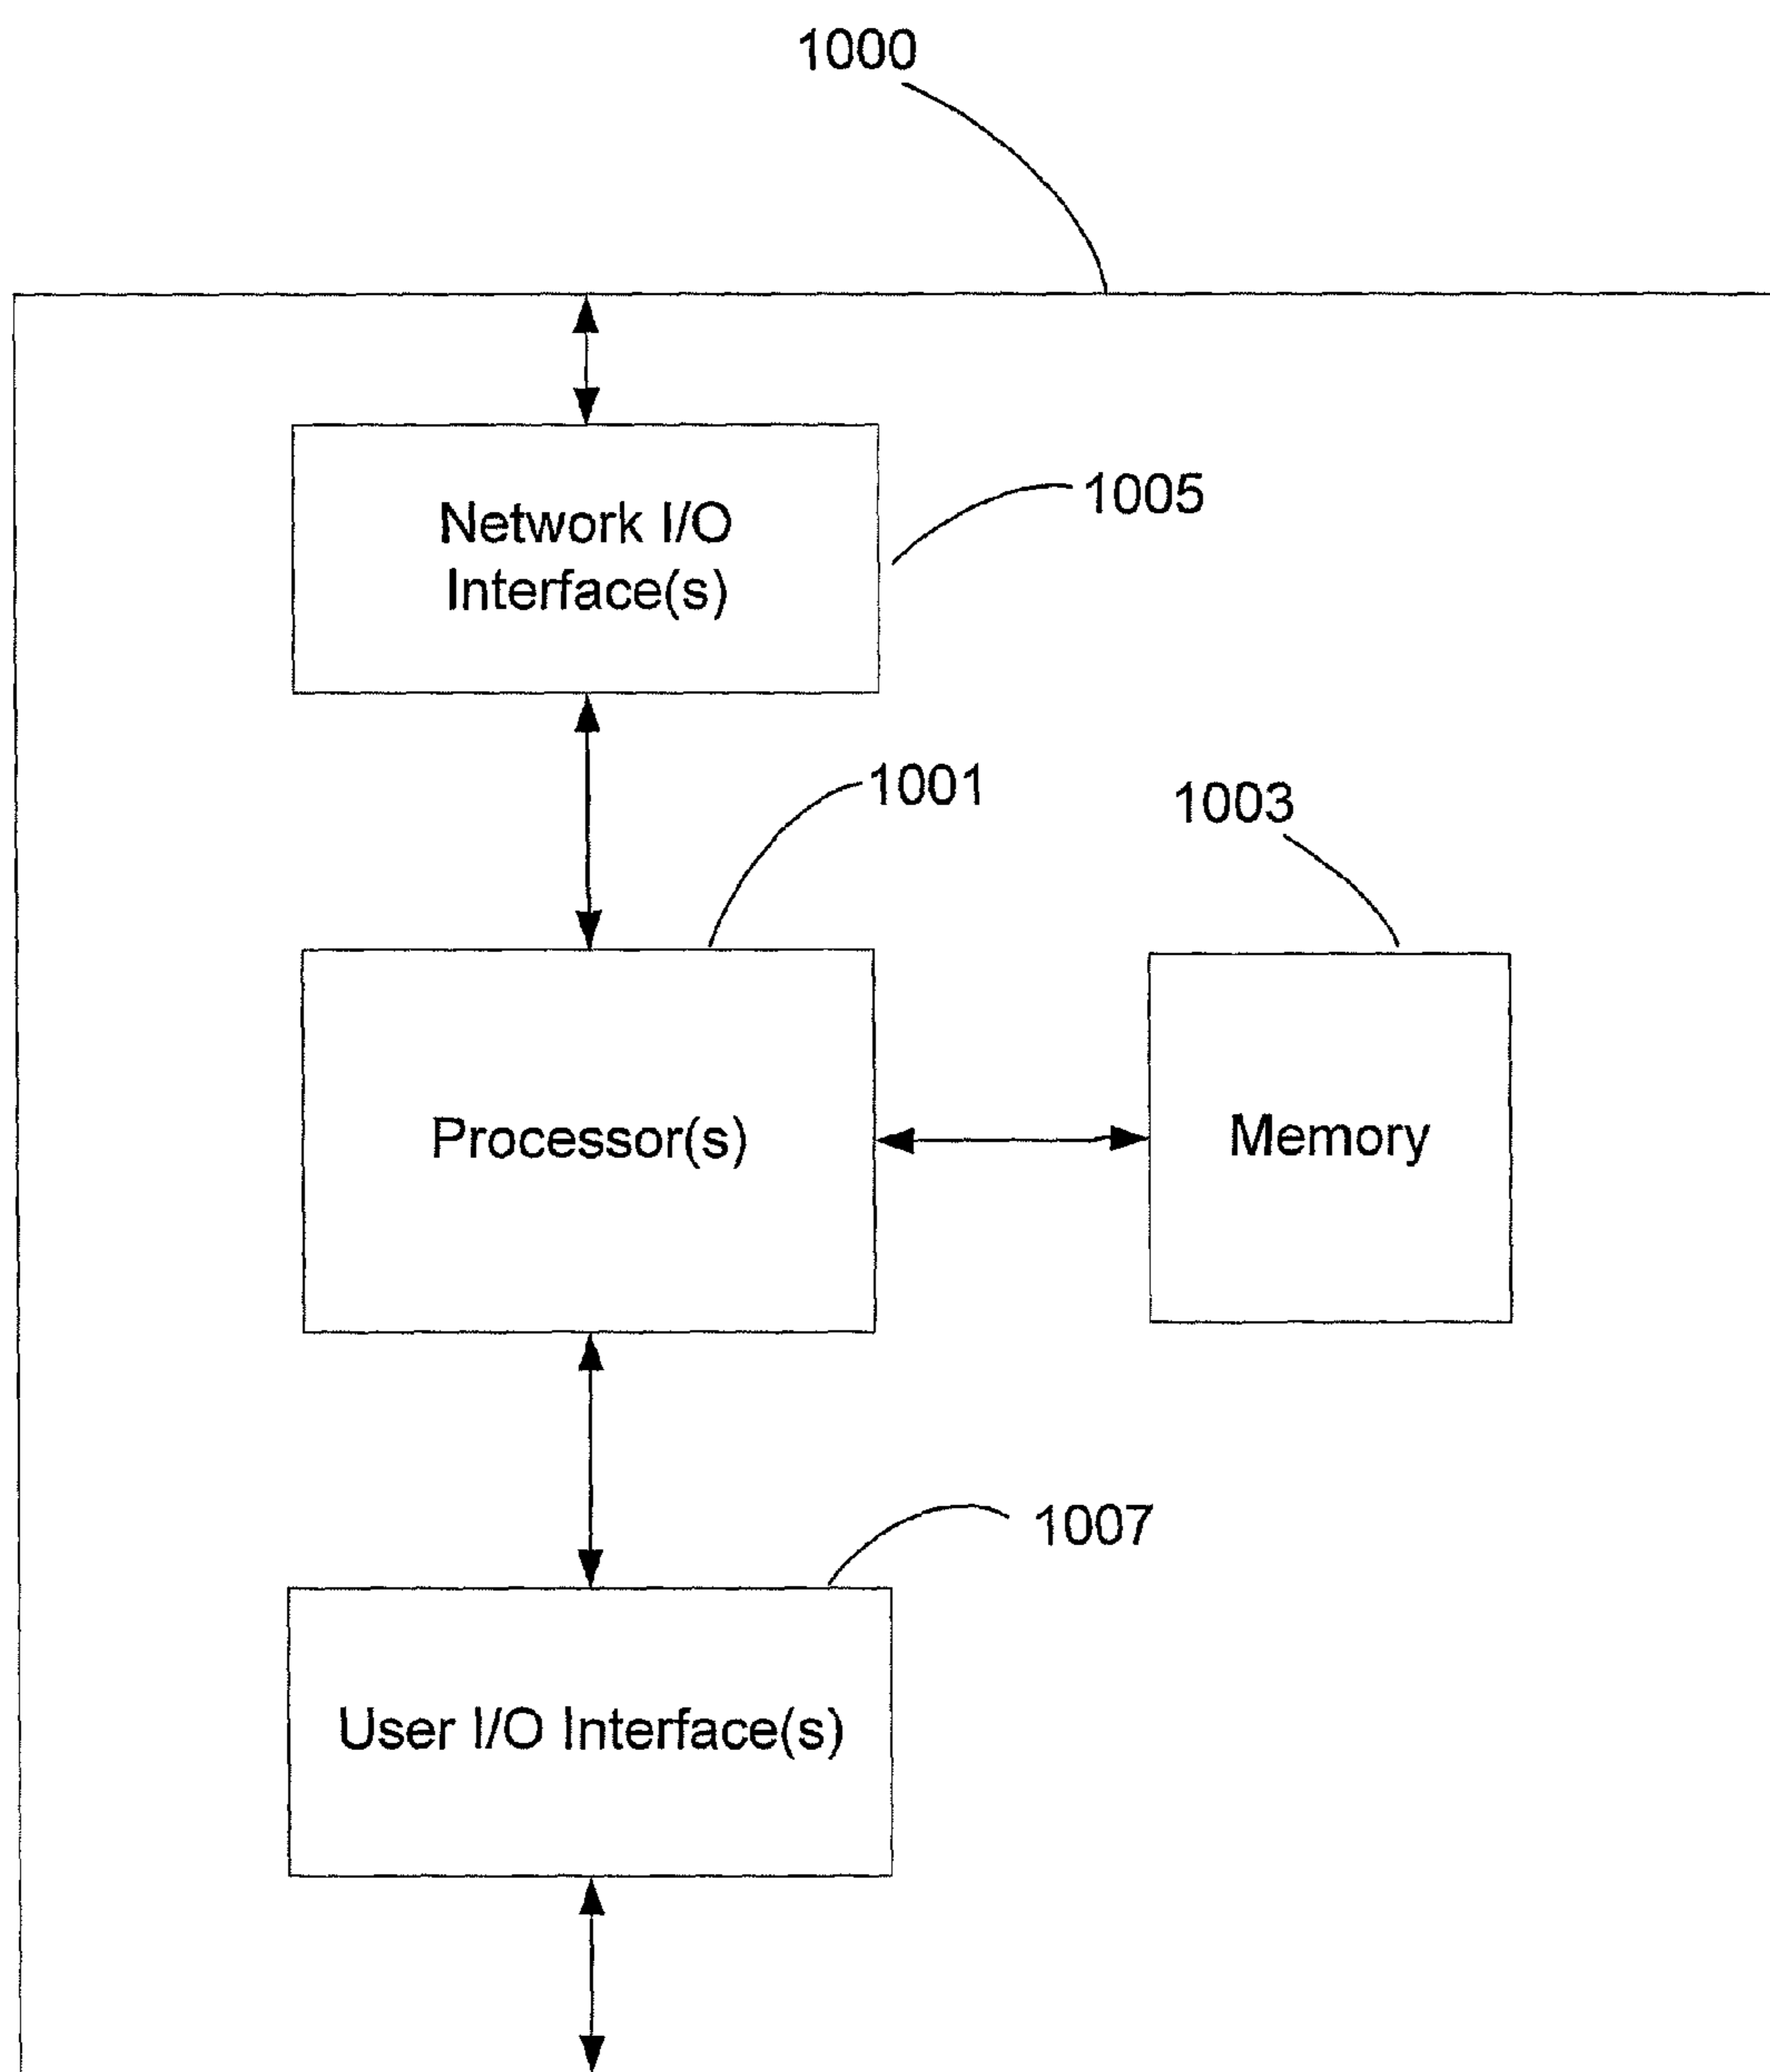 1000
Network I/O
Interface(s)
1005
1001
1003
Processor(s)
Memory
1007
User I/O Interface(s)